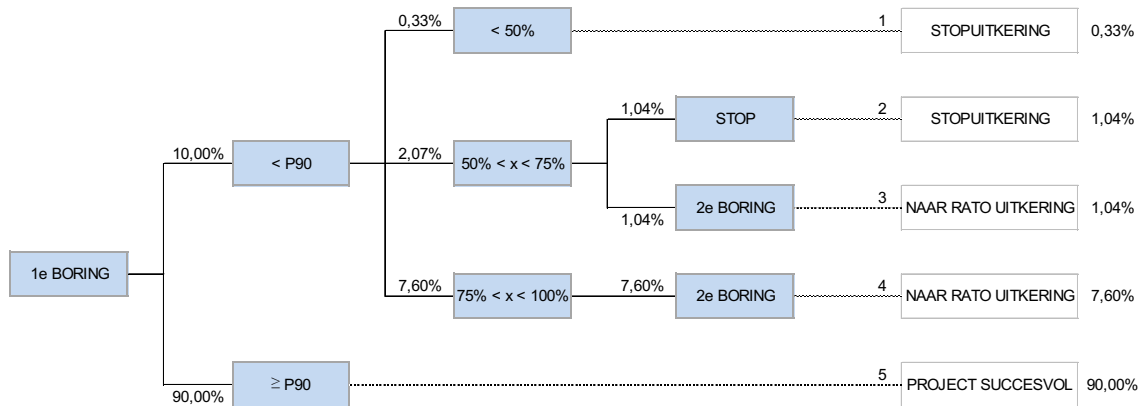 0,33% < 50% 1 STOPUITKERING 0,33%
1,04% STOP 2 STOPUITKERING 1,04%
10,00% < P90 2,07% 50% < x < 75%
1,04% 2e BORING 3 NAAR RATO UITKERING 1,04%
1e BORING
7,60% 75% < x < 100% 7,60% 2e BORING 4 NAAR RATO UITKERING 7,60%
90,00% ≥ P90 5 PROJECT SUCCESVOL 90,00%